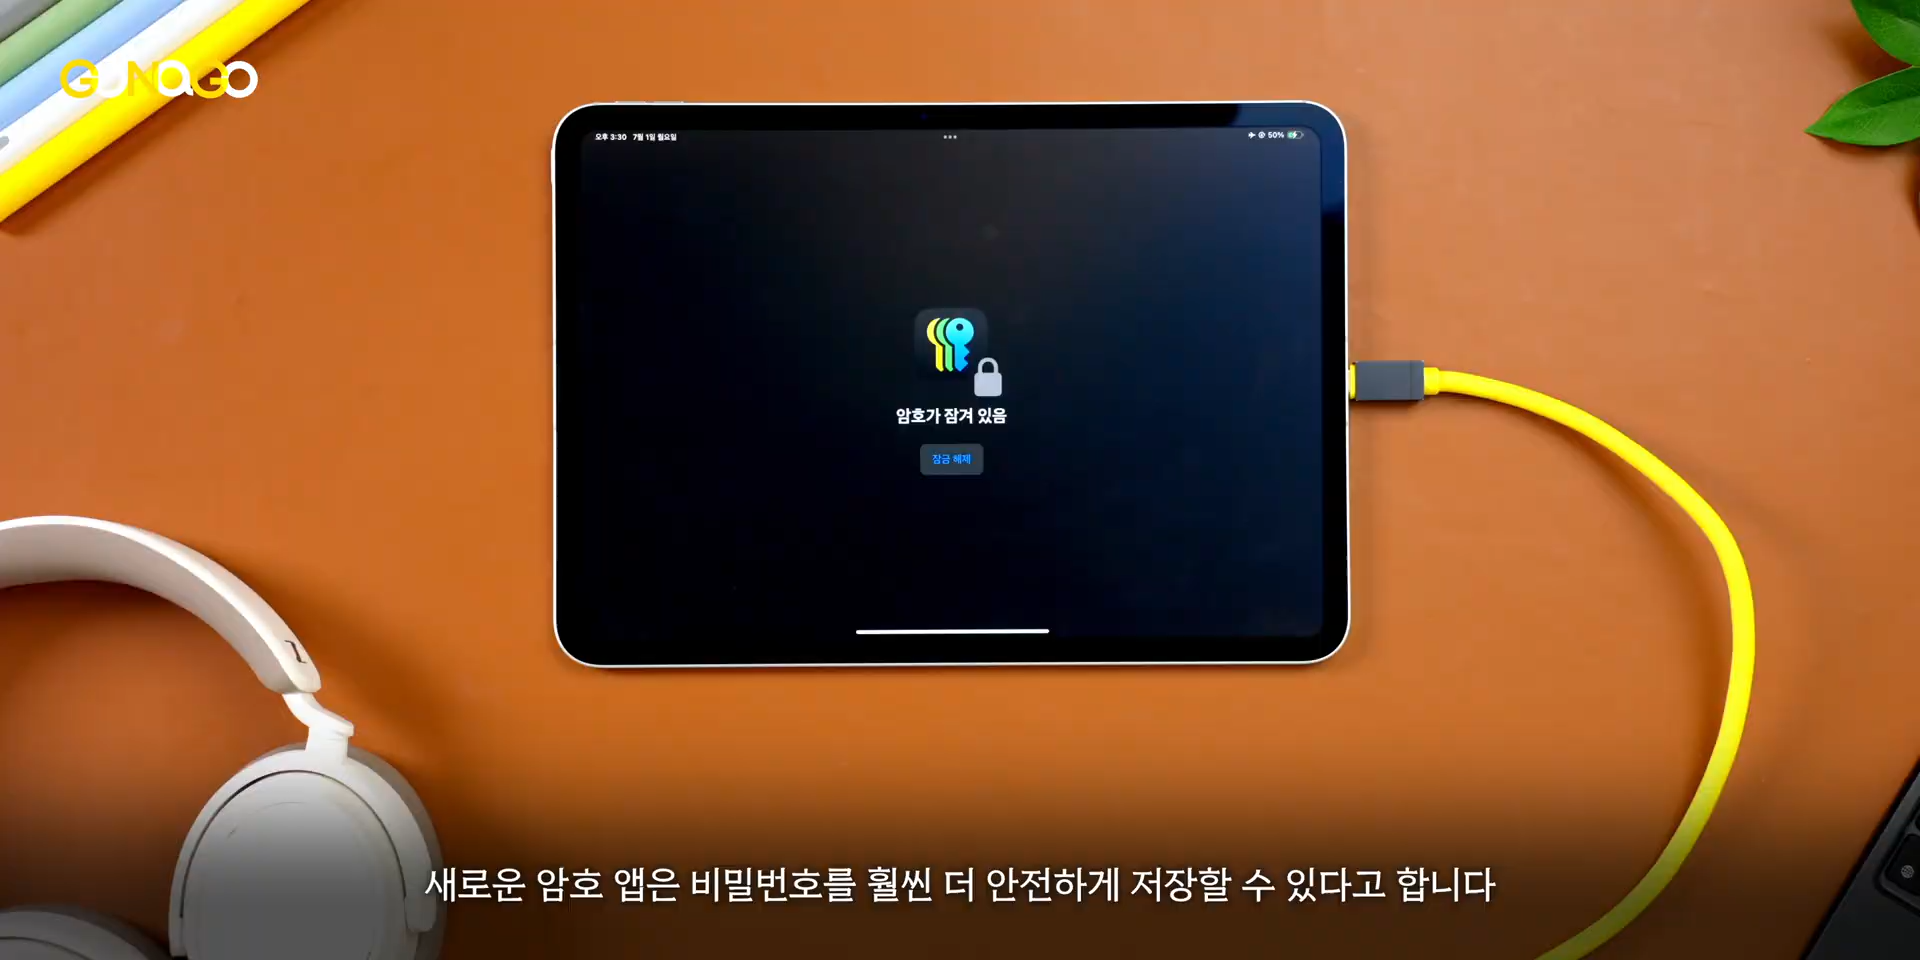 GONGGO
오후 3:30 7월 1일 월요일
50%
암호가 잠겨 있음
잠금 해제
새로운 암호 앱은 비밀번호를 훨씬 더 안전하게 저장할 수 있다고 합니다